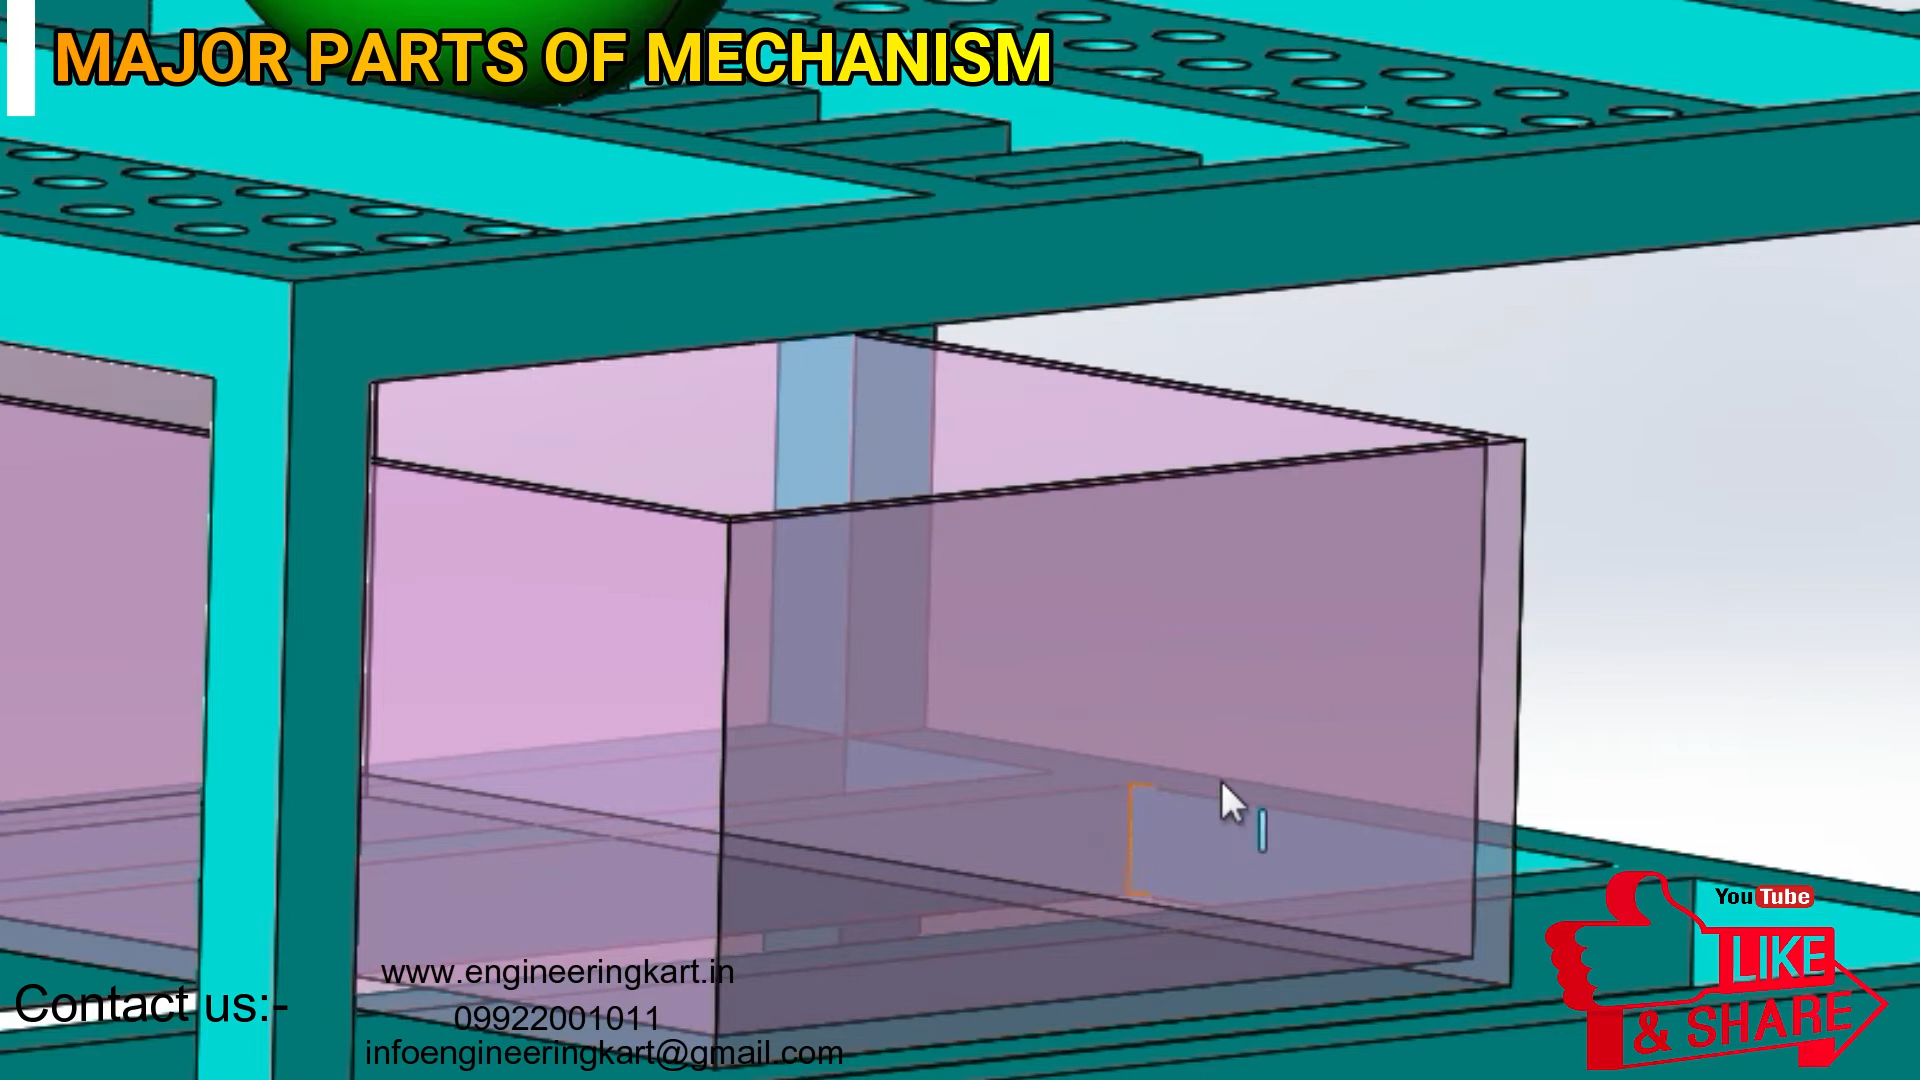 MAJOR PARTS OF MECHANISM
YouTube
LIKE
& SHARE
Contact us:-
www.engineeringkart.in
09922001011
infoengineeringkart@gmail.com